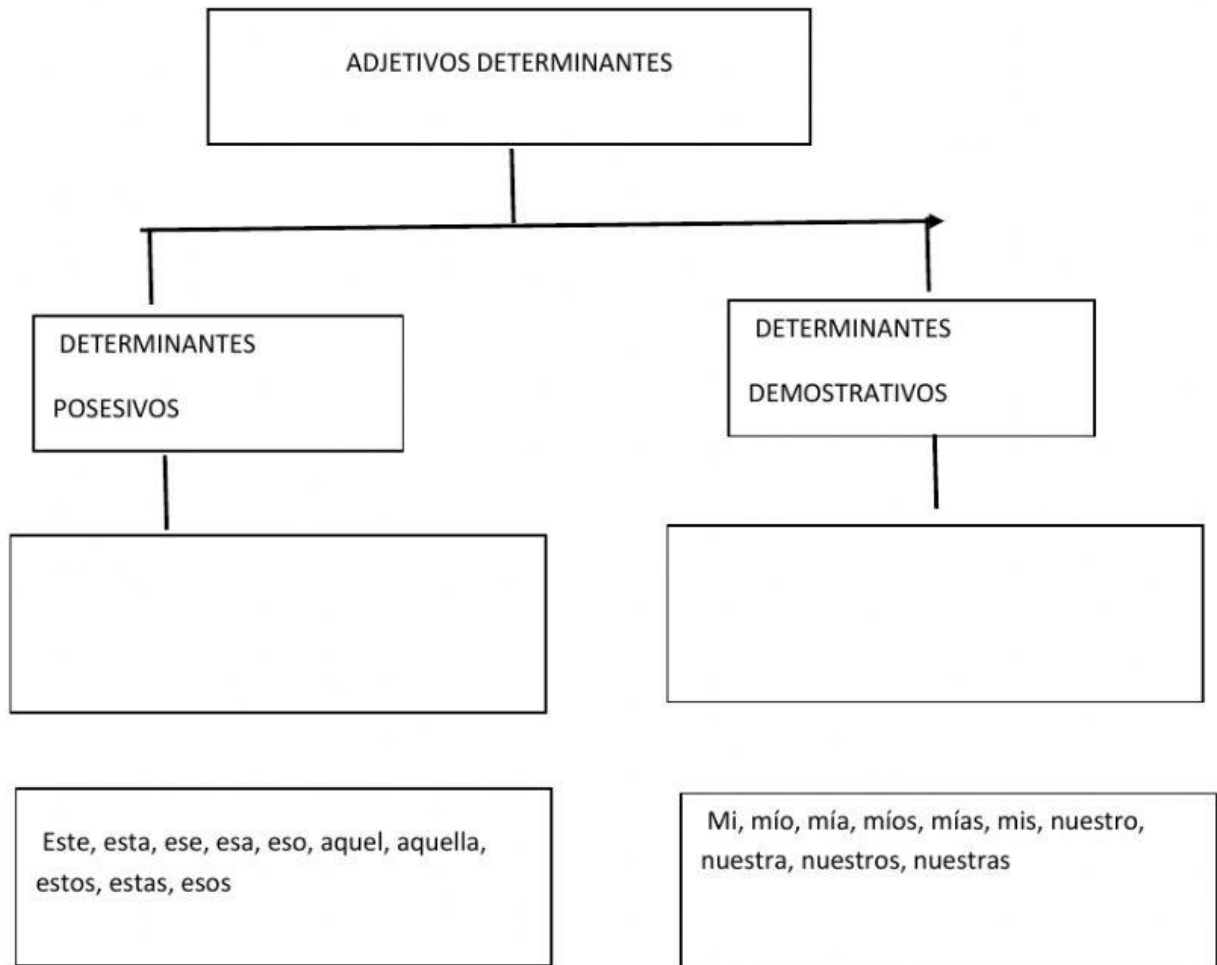 ADJETIVOS DETERMINANTES
DETERMINANTES
POSESIVOS
DETERMINANTES
DEMOSTRATIVOS
Este, esta, ese, esa, eso, aquel, aquella,
estos, estas, esos
Mi, mío, mía, míos, mías, mis, nuestro,
nuestra, nuestros, nuestras